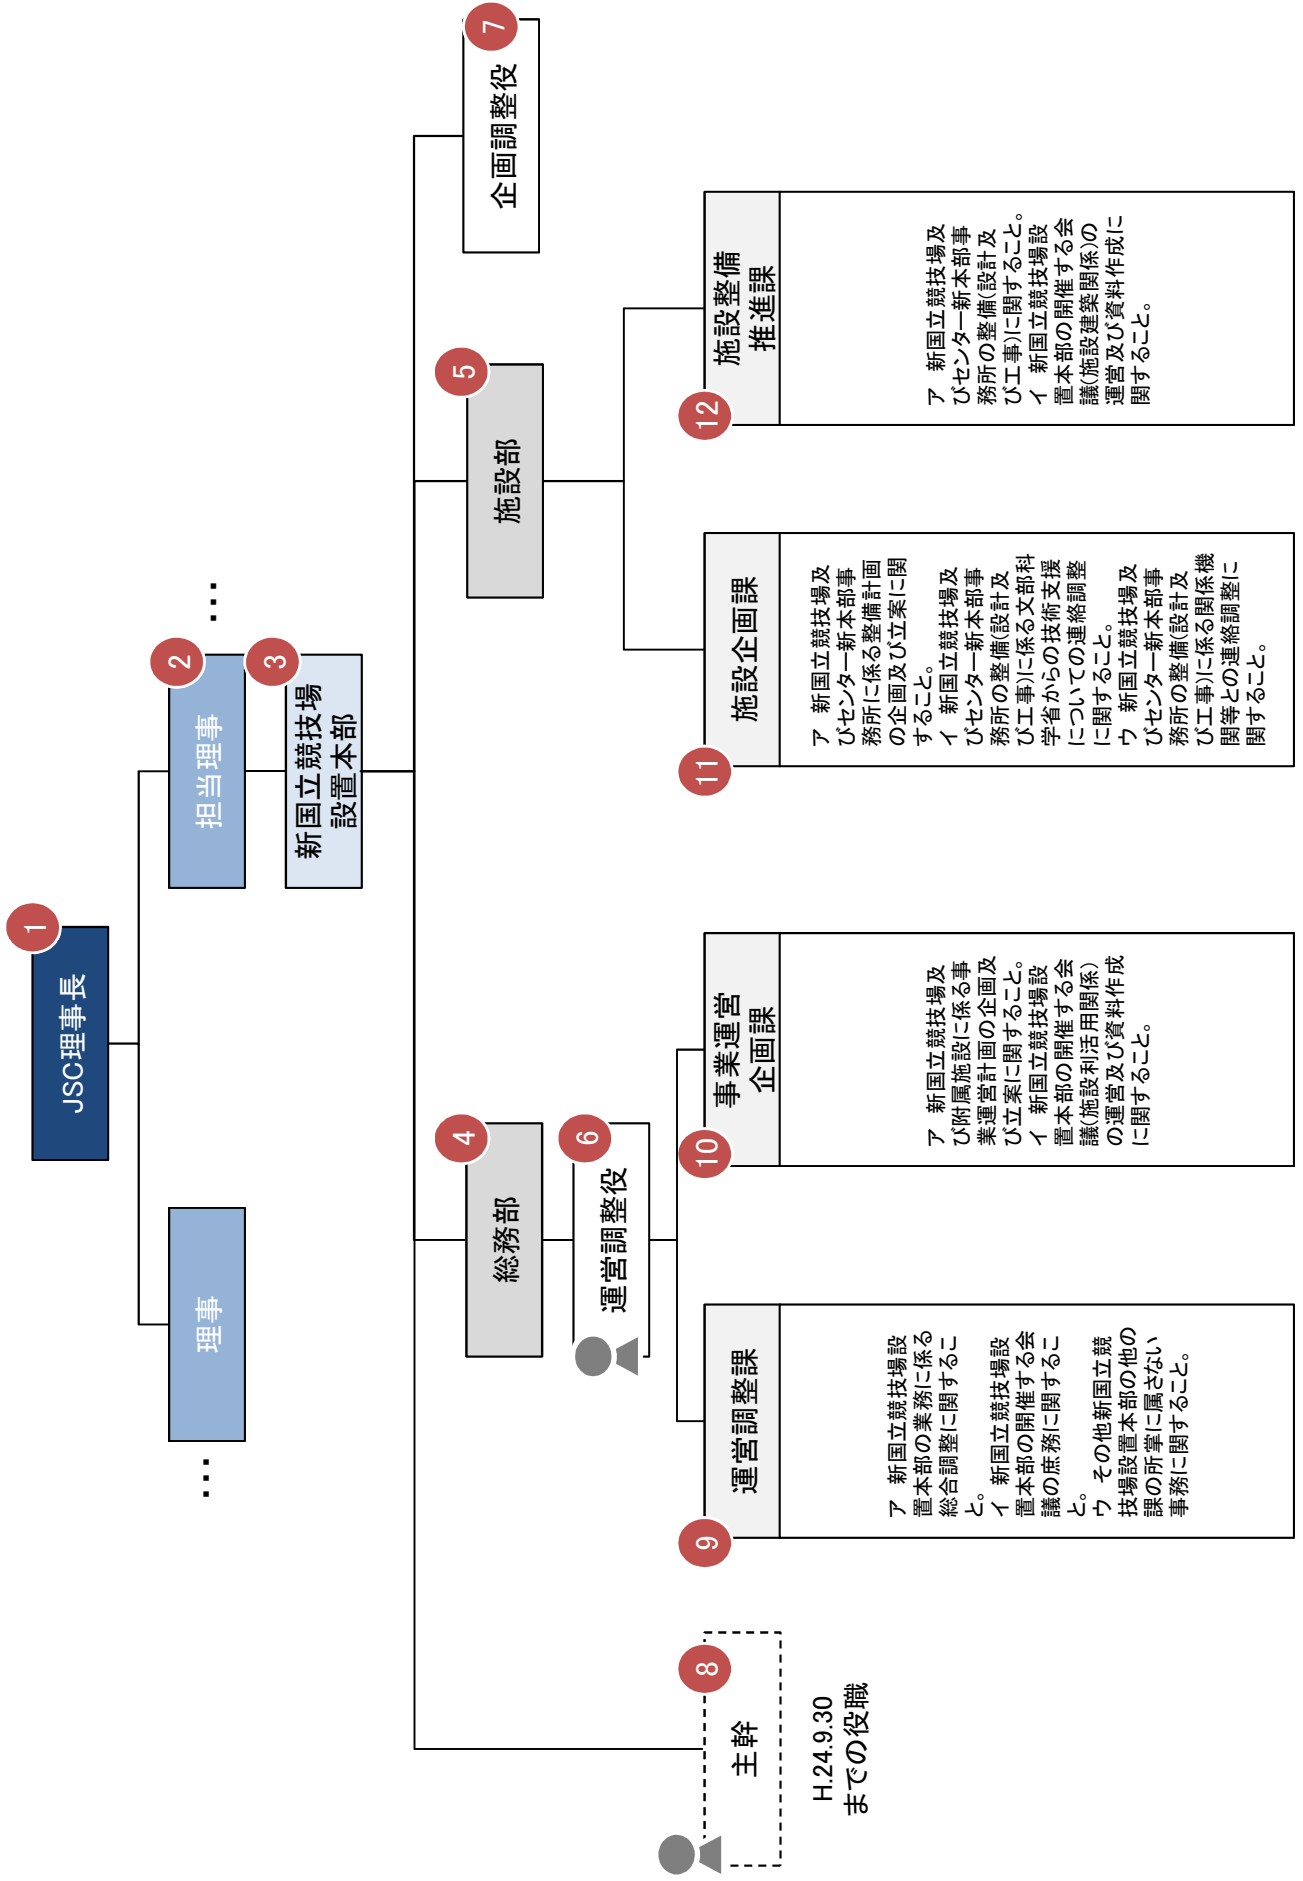 1
JSC理事長
…
理事
2
担当理事
…
3
新国立競技場
設置本部
4
総務部
5
施設部
7
企画調整役
6
運営調整役
8
主幹
H.24.9.30
までの役職
9
運営調整課
ア　新国立競技場設
置本部の業務に係る
総合調整に関するこ
と。
イ　新国立競技場設
置本部の開催する会
議の庶務に関するこ
と。
ウ　その他新国立競
技場設置本部の他の
課の所掌に属さない
事務に関すること。
10
事業運営
企画課
ア　新国立競技場及
び附属施設に係る事
業運営計画の企画及
び立案に関すること。
イ　新国立競技場設
置本部の開催する会
議(施設利活用関係)
の運営及び資料作成
に関すること。
11
施設企画課
ア　新国立競技場及
びセンター新本部事
務所に係る整備計画
の企画及び立案に関
すること。
イ　新国立競技場及
びセンター新本部事
務所の整備(設計及
び工事)に係る文部科
学省からの技術支援
についての連絡調整
に関すること。
ウ　新国立競技場及
びセンター新本部事
務所の整備(設計及
び工事)に係る関係機
関等との連絡調整に
関すること。
12
施設整備
推進課
ア　新国立競技場及
びセンター新本部事
務所の整備(設計及
び工事)に関すること。
イ　新国立競技場設
置本部の開催する会
議(施設建築関係)の
運営及び資料作成に
関すること。